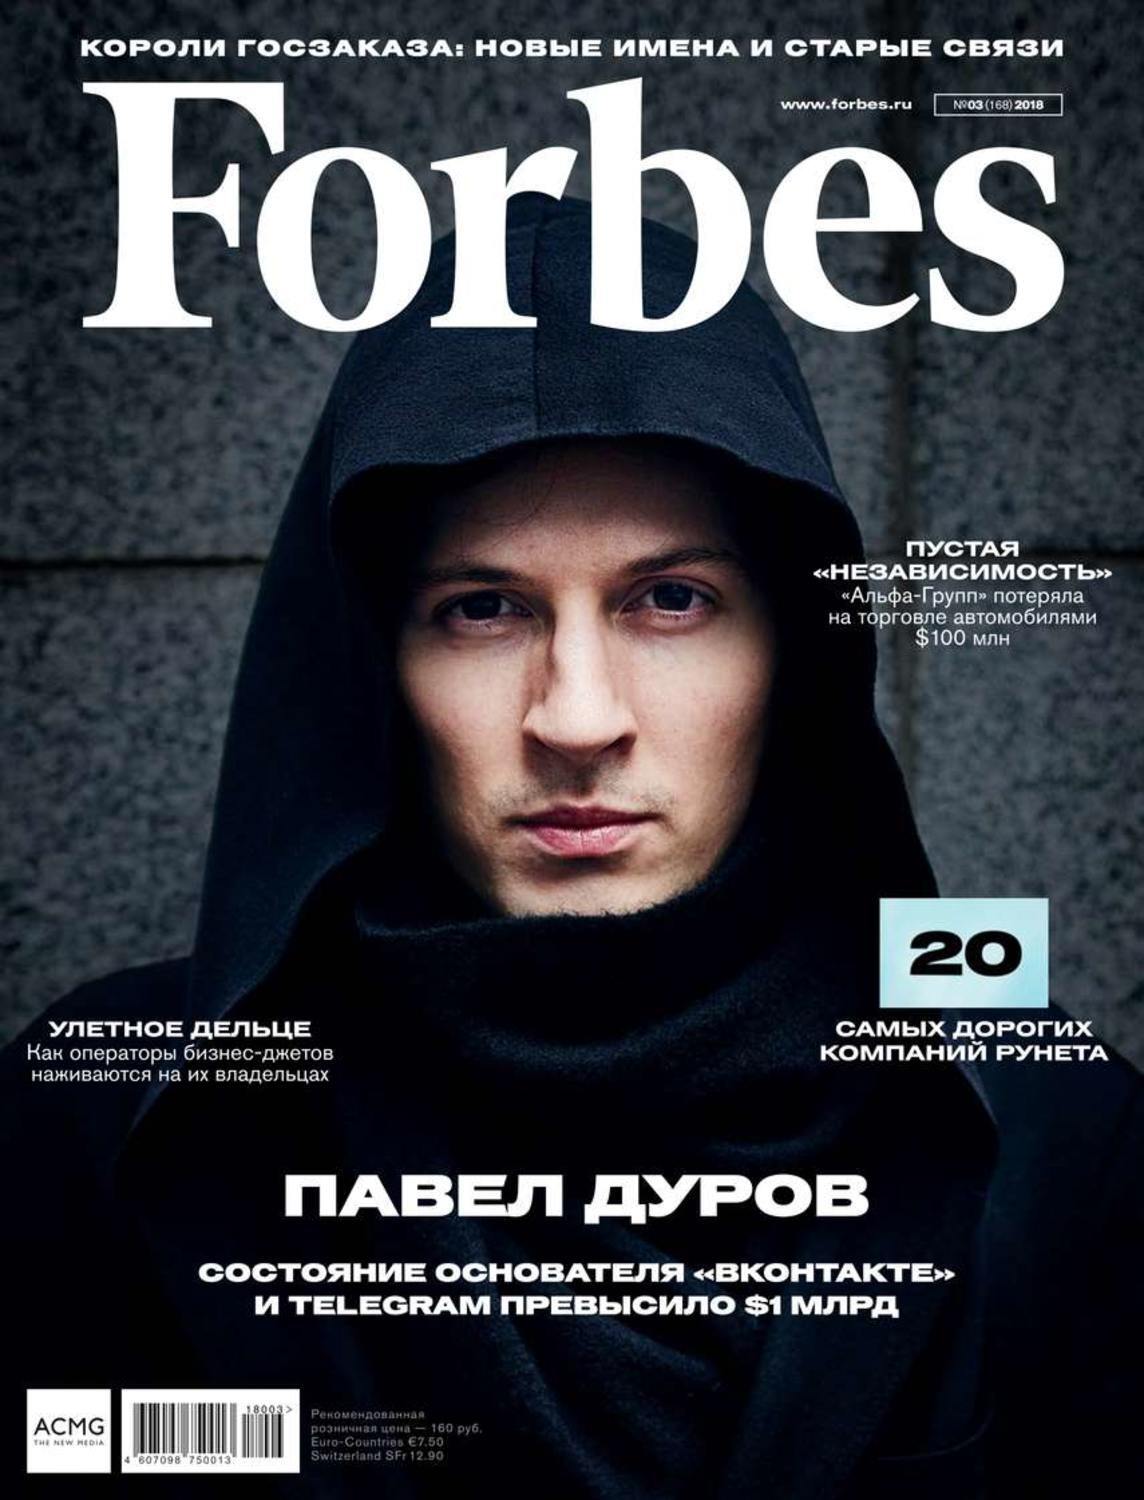 КОРОЛИ ГОСЗАКАЗА: НОВЫЕ ИМЕНА И СТАРЫЕ СВЯЗИ
www.forbes.ru
№03 (168) 2018
Forbes
ПУСТАЯ
«НЕЗАВИСИМОСТЬ»
«Альфа-Групп» потеряла
на торговле автомобилями
$100 млн
20
САМЫХ ДОРОГИХ
КОМПАНИЙ РУНЕТА
УЛЕТНОЕ ДЕЛЬЦЕ
Как операторы бизнес-джетов
наживаются на их владельцах
ПАВЕЛ ДУРОВ
СОСТОЯНИЕ ОСНОВАТЕЛЯ «ВКОНТАКТЕ»
И TELEGRAM ПРЕВЫСИЛО $1 МЛРД
ACMG
THE NEW MEDIA
18003>
4 607098 750013
Рекомендованная
розничная цена — 160 руб.
Euro-Countries €7.50
Switzerland SFr 12.90